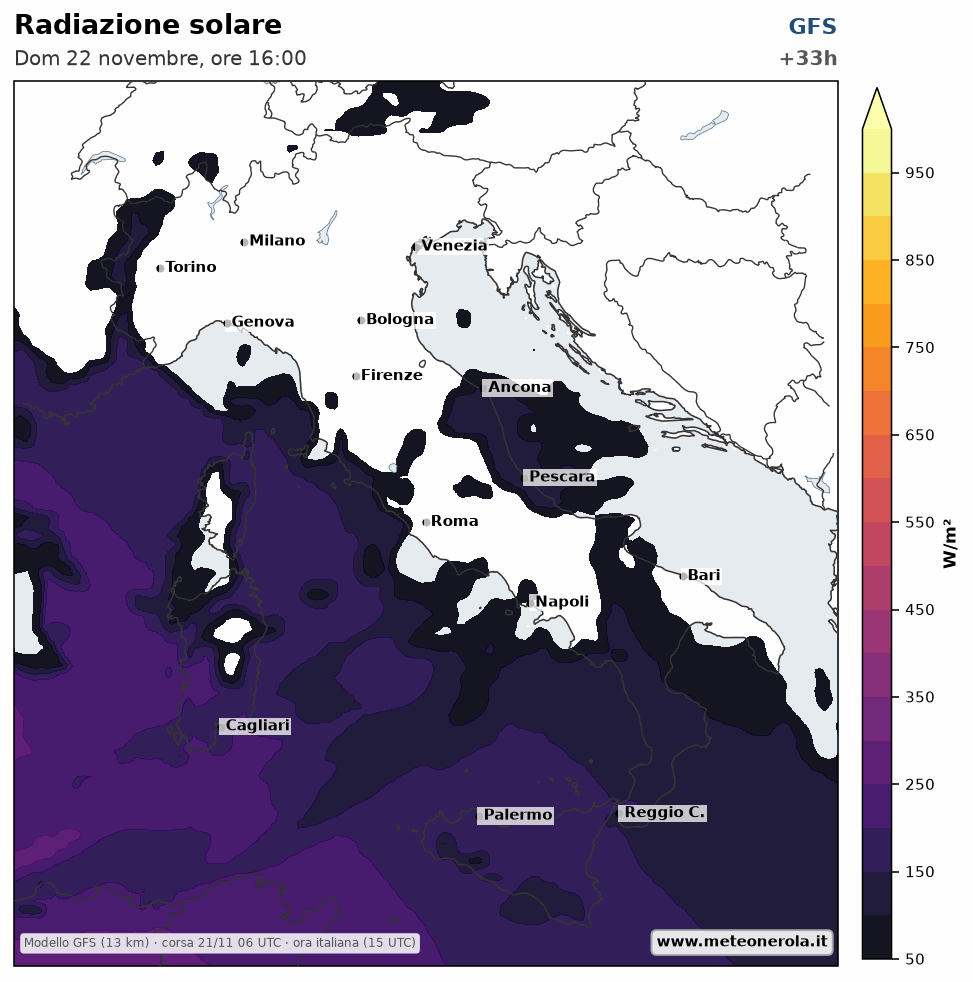 Radiazione solare
GFS
Dom 22 novembre, ore 16:00
+33h
Milano
Venezia
Torino
Genova
Bologna
Firenze
Ancona
Pescara
Roma
Bari
Napoli
Cagliari
Palermo
Reggio C.
950
850
750
650
550
450
350
250
150
50
W/m²
Modello GFS (13 km) · corsa 21/11 06 UTC · ora italiana (15 UTC)
www.meteonerola.it